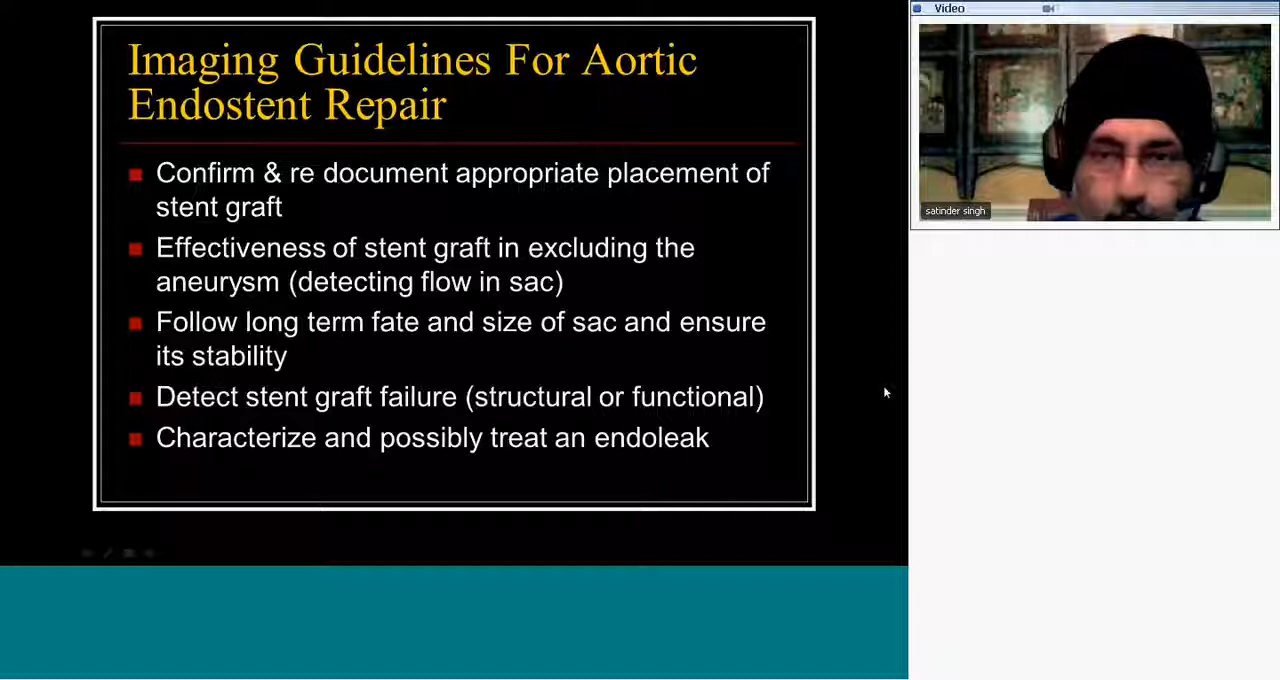 Imaging Guidelines For Aortic
Endostent Repair
Confirm & re document appropriate placement of
stent graft
Effectiveness of stent graft in excluding the
aneurysm (detecting flow in sac)
Follow long term fate and size of sac and ensure
its stability
Detect stent graft failure (structural or functional)
Characterize and possibly treat an endoleak
Video
satinder singh